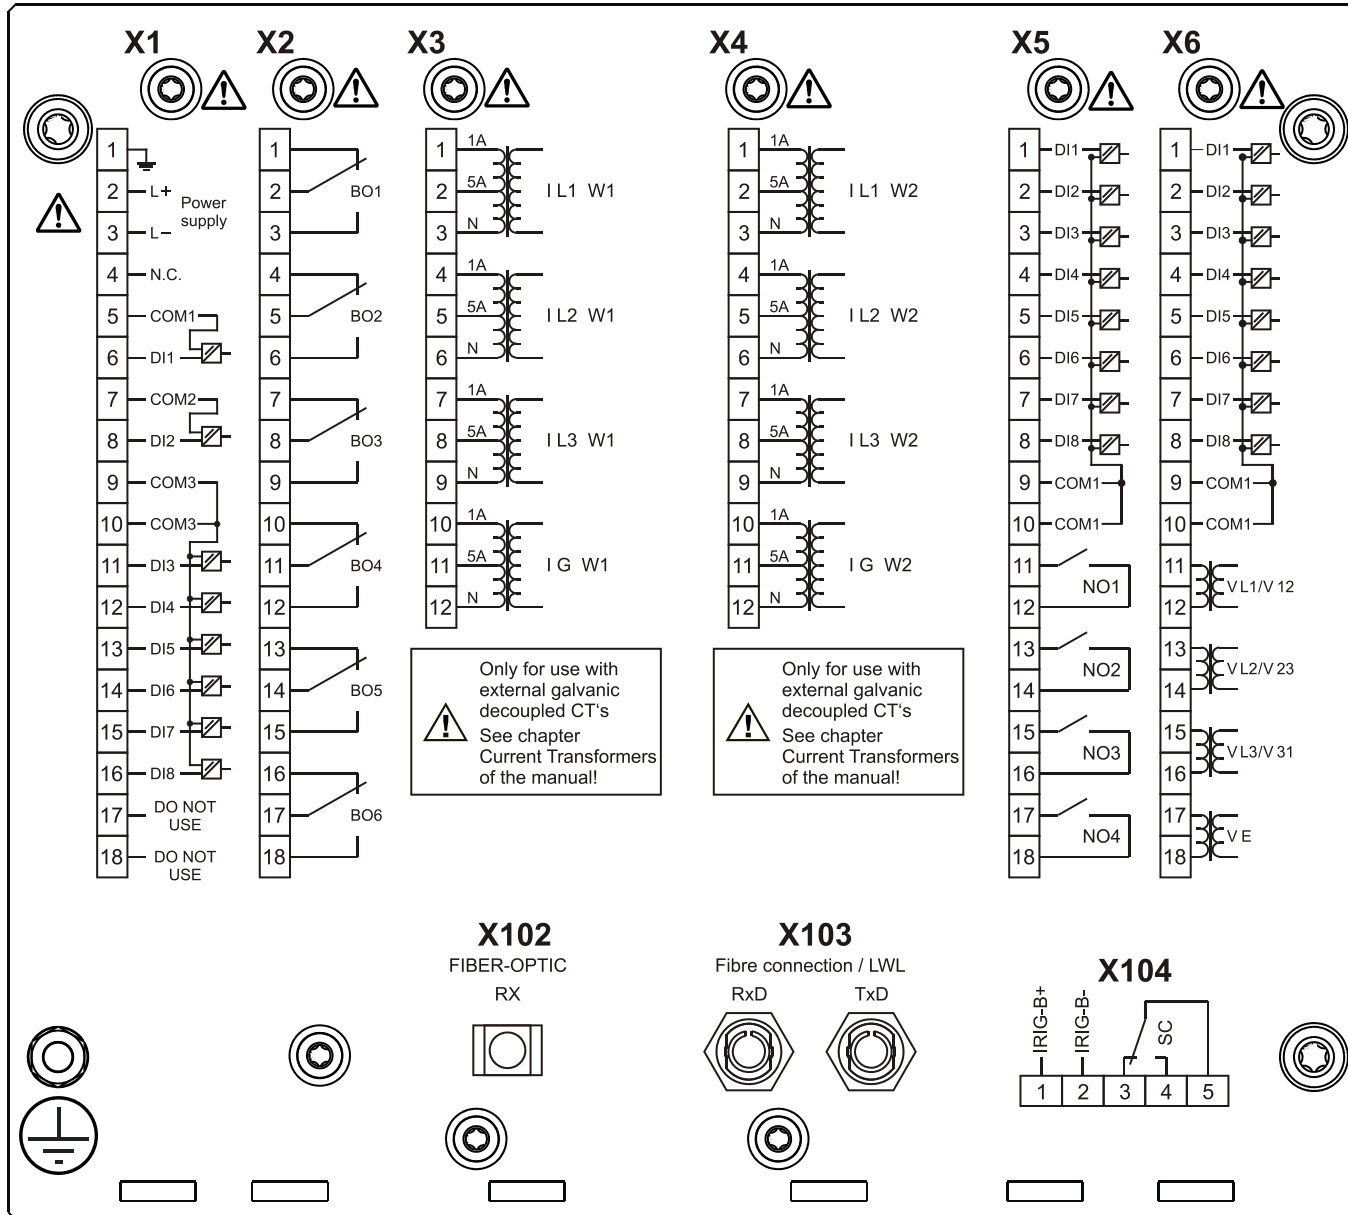 X1
X2
X3
X4
X5
X6
1
2 L+
3 L−
Power
supply
4 N.C.
5 COM1
6 DI1
7 COM2
8 DI2
9 COM3
10 COM3
11 DI3
12 DI4
13 DI5
14 DI6
15 DI7
16 DI8
17 DO NOT
USE
18 DO NOT
USE
1
2 BO1
3
4
5 BO2
6
7
8 BO3
9
10
11 BO4
12
13
14 BO5
15
16
17 BO6
18
1 1A
2 5A I L1 W1
3 N
4 1A
5 5A I L2 W1
6 N
7 1A
8 5A I L3 W1
9 N
10 1A
11 5A I G W1
12 N
Only for use with
external galvanic
decoupled CT‘s
See chapter
Current Transformers
of the manual!
1 1A
2 5A I L1 W2
3 N
4 1A
5 5A I L2 W2
6 N
7 1A
8 5A I L3 W2
9 N
10 1A
11 5A I G W2
12 N
Only for use with
external galvanic
decoupled CT‘s
See chapter
Current Transformers
of the manual!
1 DI1
2 DI2
3 DI3
4 DI4
5 DI5
6 DI6
7 DI7
8 DI8
9 COM1
10 COM1
11
NO1
12
13
NO2
14
15
NO3
16
17
NO4
18
1 DI1
2 DI2
3 DI3
4 DI4
5 DI5
6 DI6
7 DI7
8 DI8
9 COM1
10 COM1
11
V L1/V 12
12
13
V L2/V 23
14
15
V L3/V 31
16
17
V E
18
X102
FIBER-OPTIC
RX
X103
Fibre connection / LWL
RxD TxD
X104
IRIG-B+
IRIG-B-
SC
1 2 3 4 5